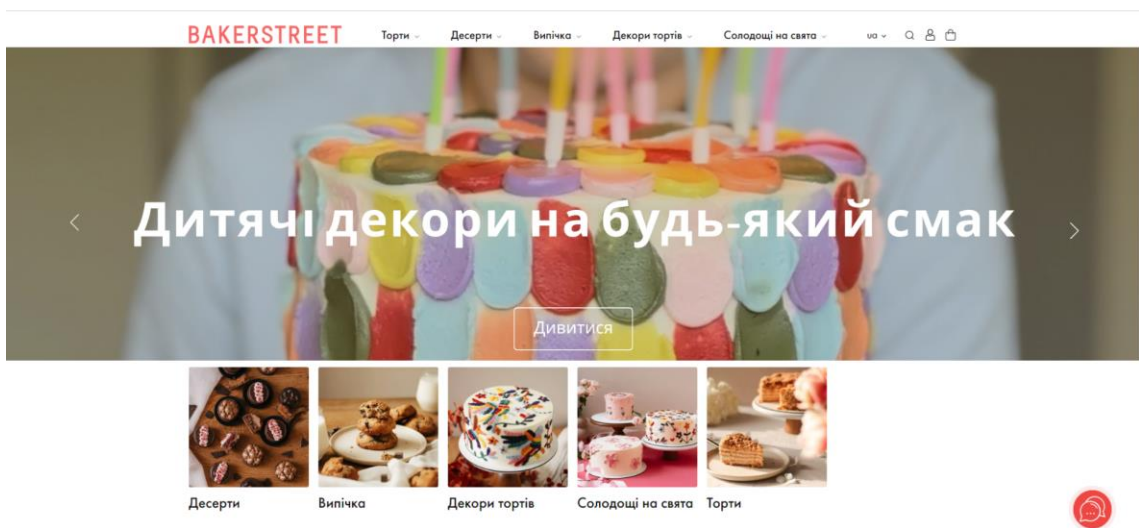 BAKERSTREET Торти Десерти Випічка Декори тортів Солодощі на свята ua
Дитячі декори на будь-який смак
Дивитися
Десерти Випічка Декори тортів Солодощі на свята Торти